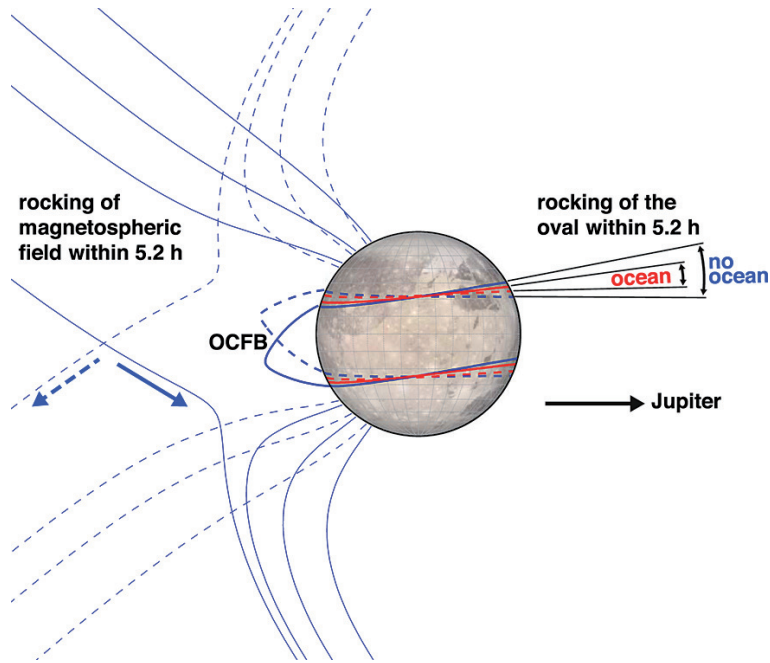 rocking of
magnetospheric
field within 5.2 h
rocking of the
oval within 5.2 h
no
ocean
ocean
OCFB
Jupiter